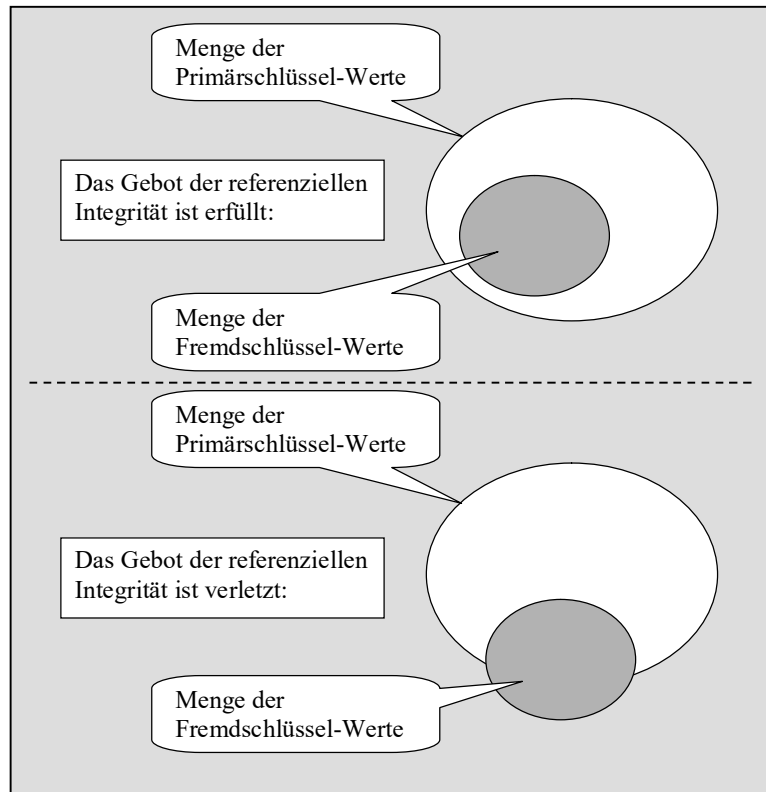 Menge der
Primärschlüssel-Werte
Das Gebot der referenziellen
Integrität ist erfüllt:
Menge der
Fremdschlüssel-Werte
Menge der
Primärschlüssel-Werte
Das Gebot der referenziellen
Integrität ist verletzt:
Menge der
Fremdschlüssel-Werte